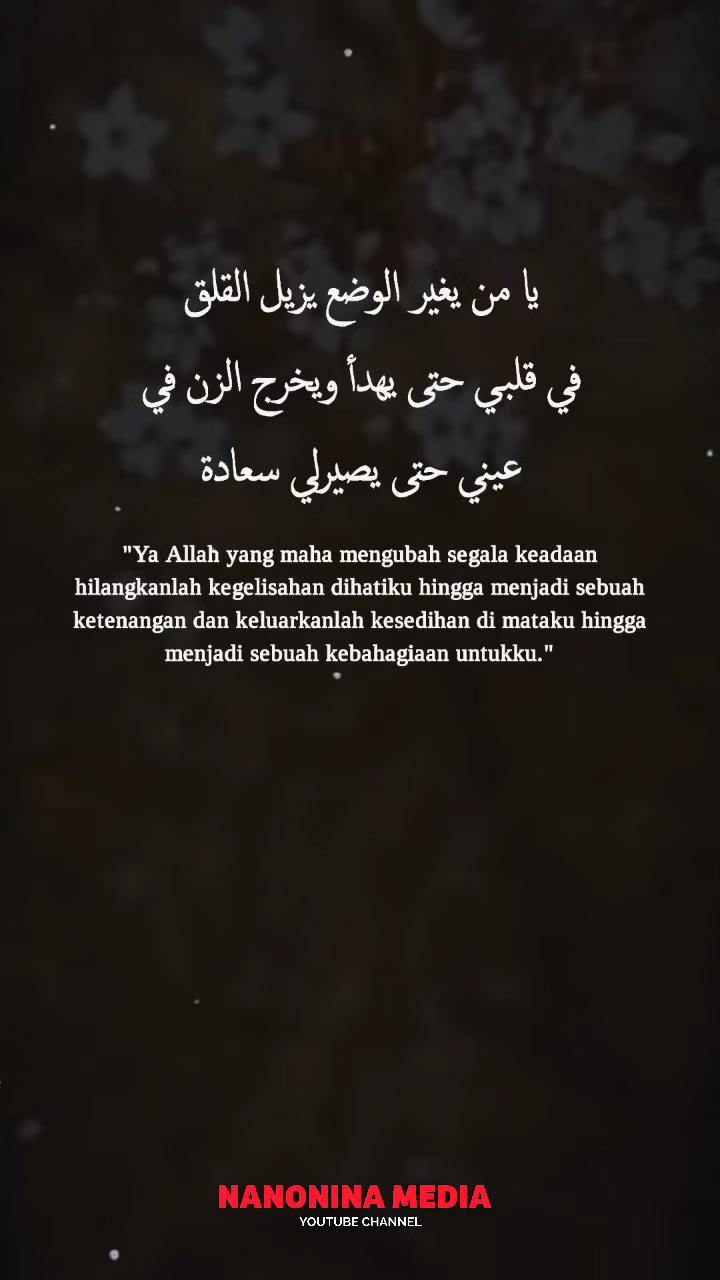 يا من يغير الوضع يزيل القلق
في قلبي حتى يهدأ ويخرج الزن في
عيني حتى يصيرلي سعادة
"Ya Allah yang maha mengubah segala keadaan
hilangkanlah kegelisahan dihatiku hingga menjadi sebuah
ketenangan dan keluarkanlah kesedihan di mataku hingga
menjadi sebuah kebahagiaan untukku."
NANONINA MEDIA
YOUTUBE CHANNEL